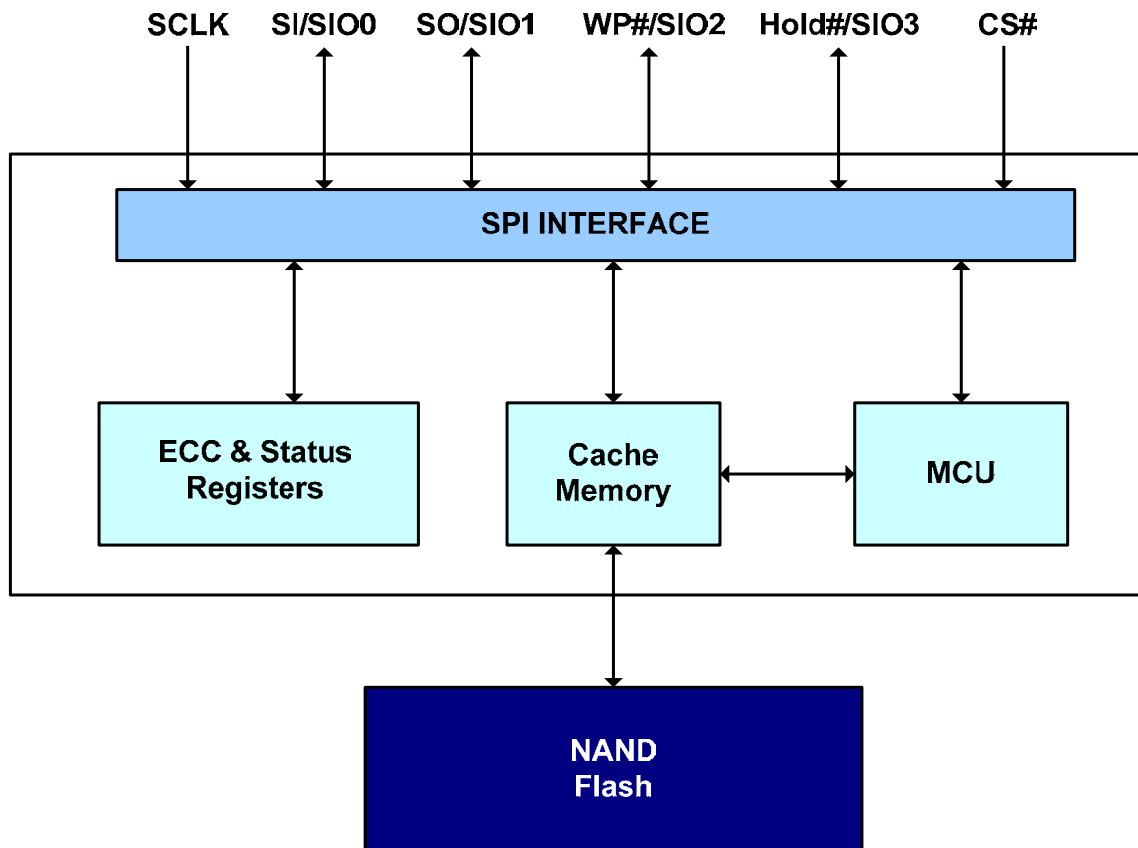 SCLK SI/SIO0 SO/SIO1 WP#/SIO2 Hold#/SIO3 CS#
SPI INTERFACE
ECC & Status
Registers
Cache
Memory
MCU
NAND
Flash